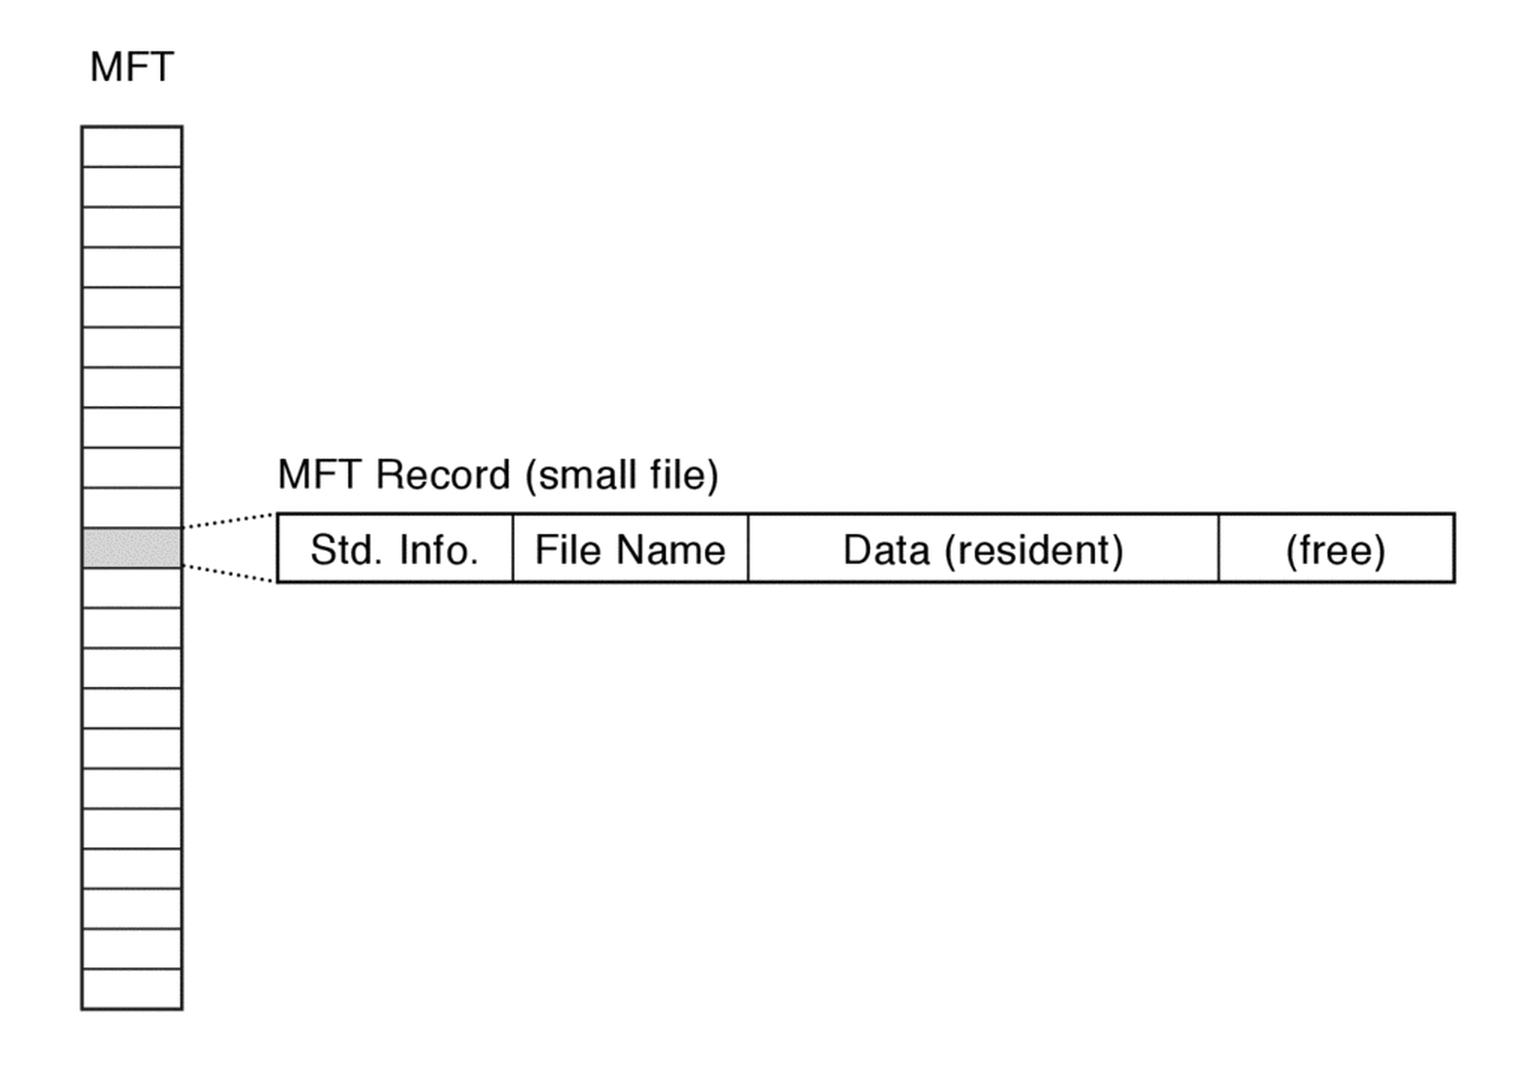 MFT
MFT Record (small file)
Std. Info. File Name Data (resident) (free)